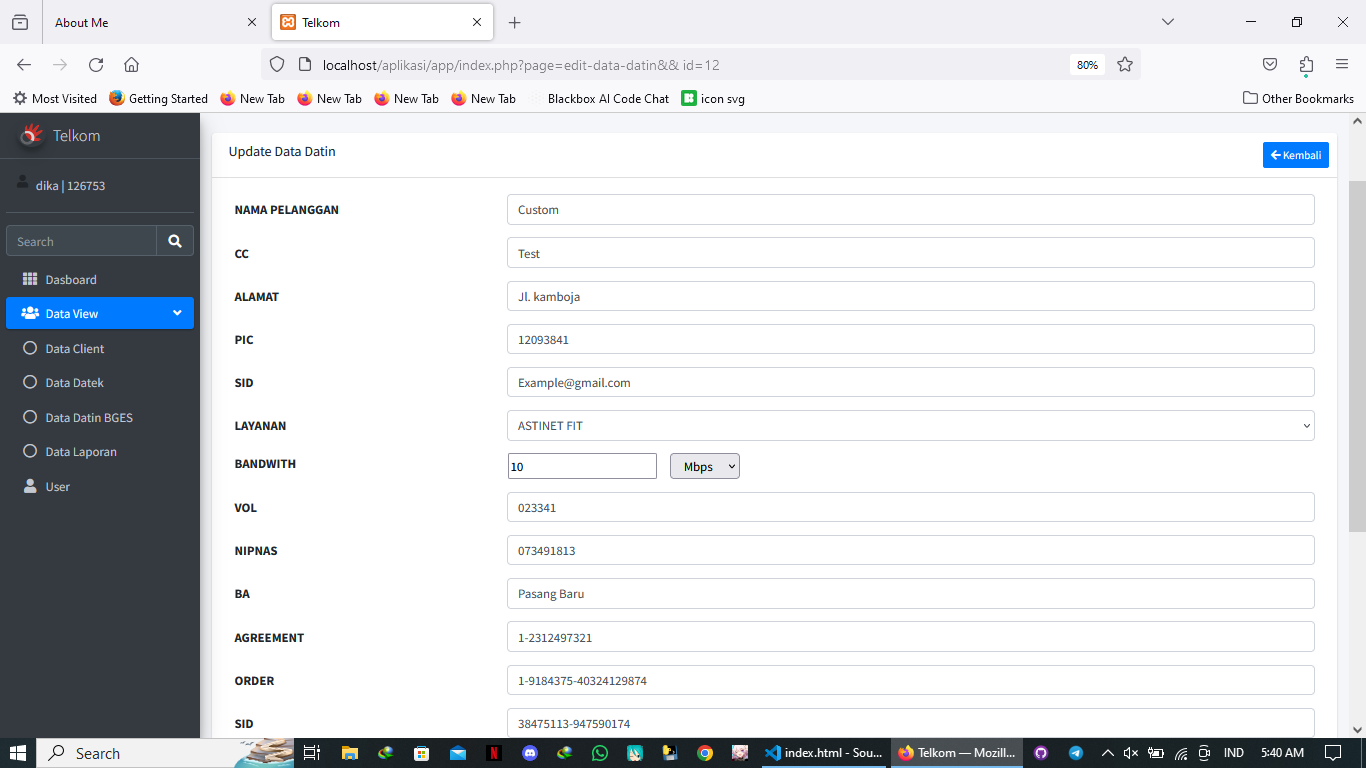 About Me
Telkom
localhost/aplikasi/app/index.php?page=edit-data-datin&& id=12
80%
Most Visited
Getting Started
New Tab
New Tab
New Tab
New Tab
Blackbox AI Code Chat
icon svg
Other Bookmarks
Telkom
dika | 126753
Search
Dasboard
Data View
Data Client
Data Datek
Data Datin BGES
Data Laporan
User
Update Data Datin
Kembali
NAMA PELANGGAN
Custom
CC
Test
ALAMAT
Jl. kamboja
PIC
12093841
SID
Example@gmail.com
LAYANAN
ASTINET FIT
BANDWITH
10
Mbps
VOL
023341
NIPNAS
073491813
BA
Pasang Baru
AGREEMENT
1-2312497321
ORDER
1-9184375-40324129874
SID
38475113-947590174
Search
index.html - Sou...
Telkom — Mozill...
IND
5:40 AM